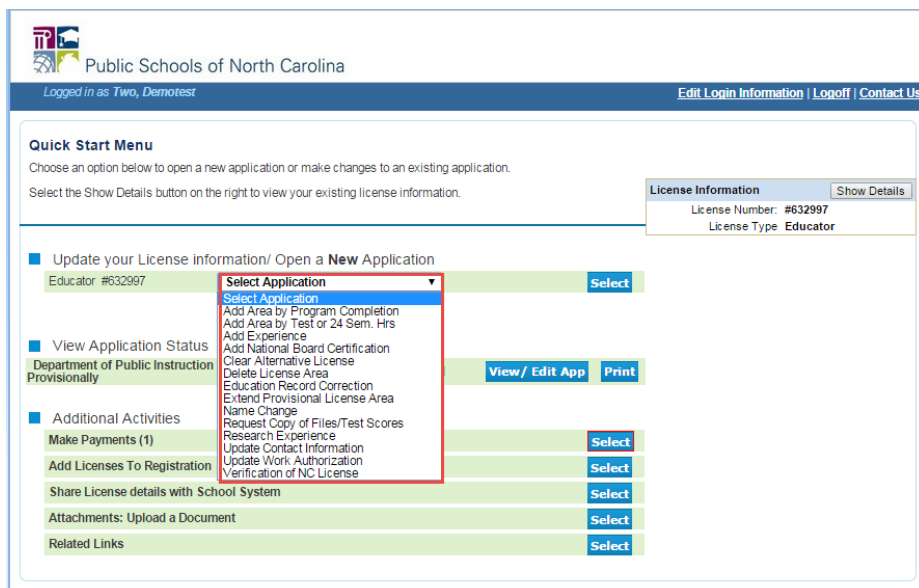 Public Schools of North Carolina
Logged in as Two, Demotest
Edit Login Information | Logoff | Contact Us
Quick Start Menu
Choose an option below to open a new application or make changes to an existing application.
Select the Show Details button on the right to view your existing license information.
License Information Show Details
License Number: #632997
License Type Educator
Update your License information/ Open a New Application
Educator #632997 Select Application Select
Select Application
Add Area by Program Completion
Add Area by Test or 24 Sem. Hrs
Add Experience
Add National Board Certification
Clear Alternative License
Delete License Area
Education Record Correction
Extend Provisional License Area
Name Change
Request Copy of Files/Test Scores
Research Experience
Update Contact Information
Update Work Authorization
Verification of NC License
View Application Status
Department of Public Instruction
Provisionally
View/ Edit App Print
Additional Activities
Make Payments (1) Select
Add Licenses To Registration Select
Share License details with School System Select
Attachments: Upload a Document Select
Related Links Select